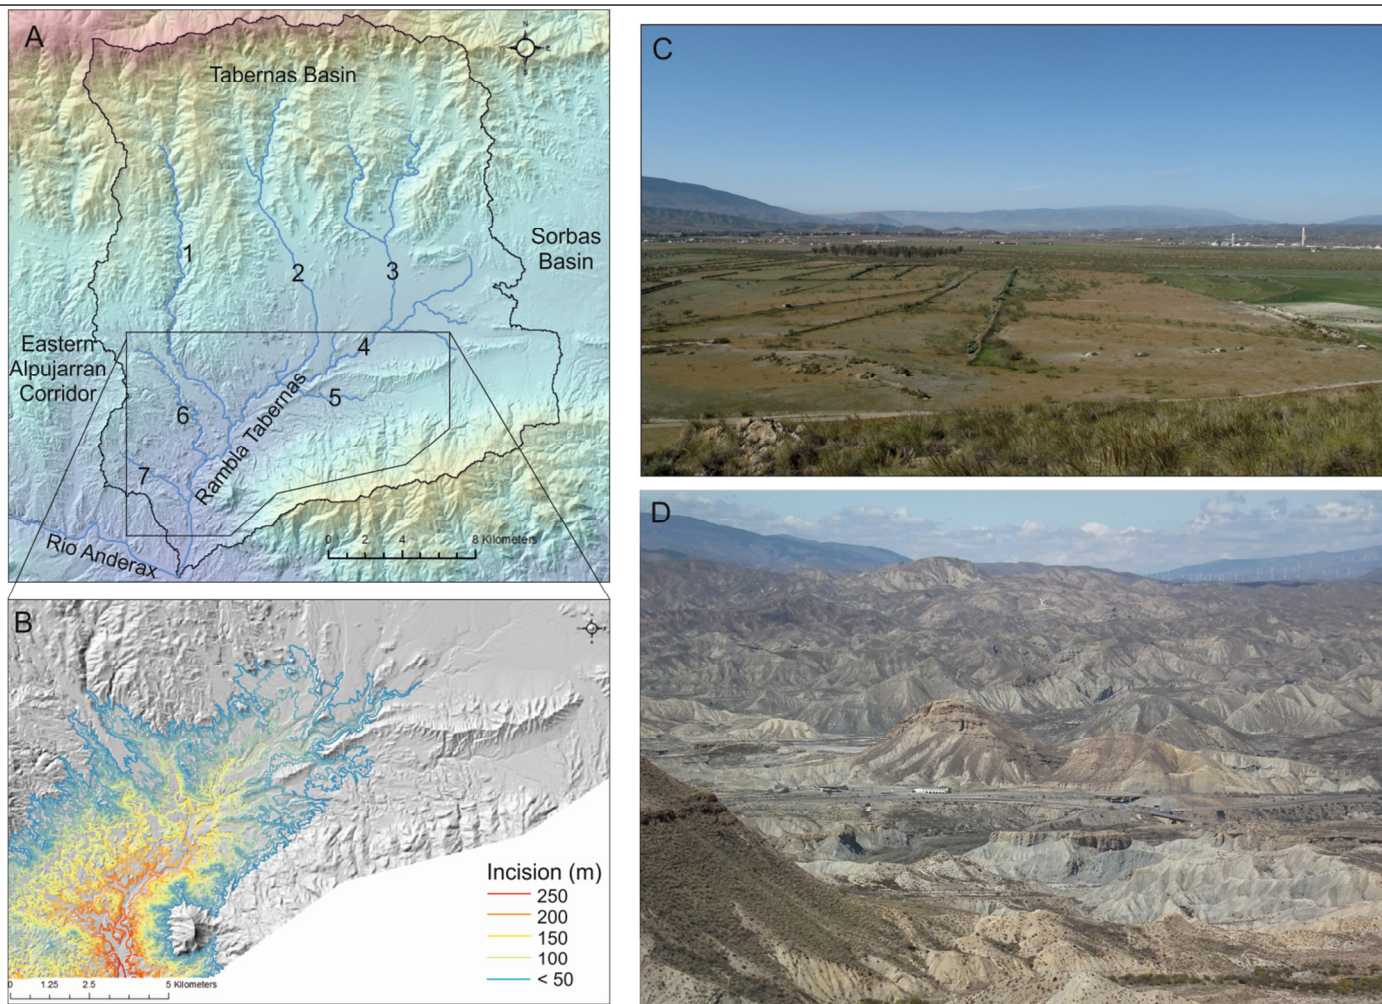 A
N
E
S
Tabernas Basin
Sorbas
Basin
1
2
3
Eastern
Alpujarran
Corridor
4
5
6
7
Rambla Tabernas
Rio Anderax
0 2 4 8 Kilometers
B
Incision (m)
250
200
150
100
< 50
0 1.25 2.5 5 Kilometers
C
D